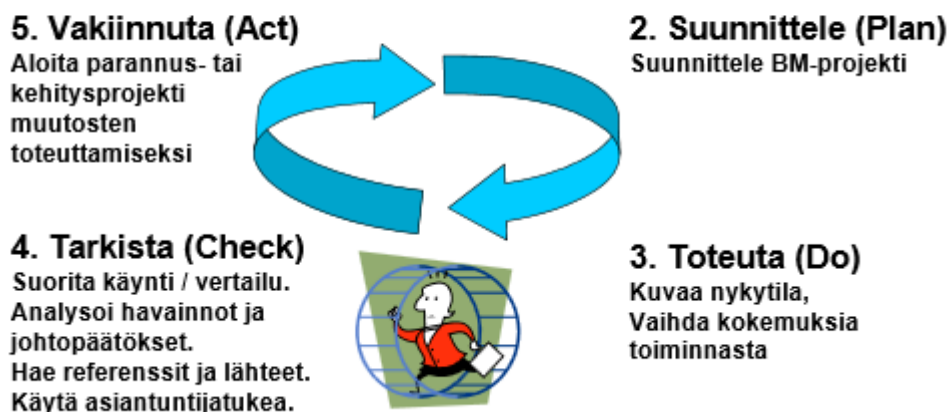 5. Vakiinnuta (Act)
Aloita parannus- tai
kehitysprojekti
muutosten
toteuttamiseksi
2. Suunnittele (Plan)
Suunnittele BM-projekti
4. Tarkista (Check)
Suorita käynti / vertailu.
Analysoi havainnot ja
johtopäätökset.
Hae referenssit ja lähteet.
Käytä asiantuntijatukea.
3. Toteuta (Do)
Kuvaa nykytila,
Vaihda kokemuksia
toiminnasta